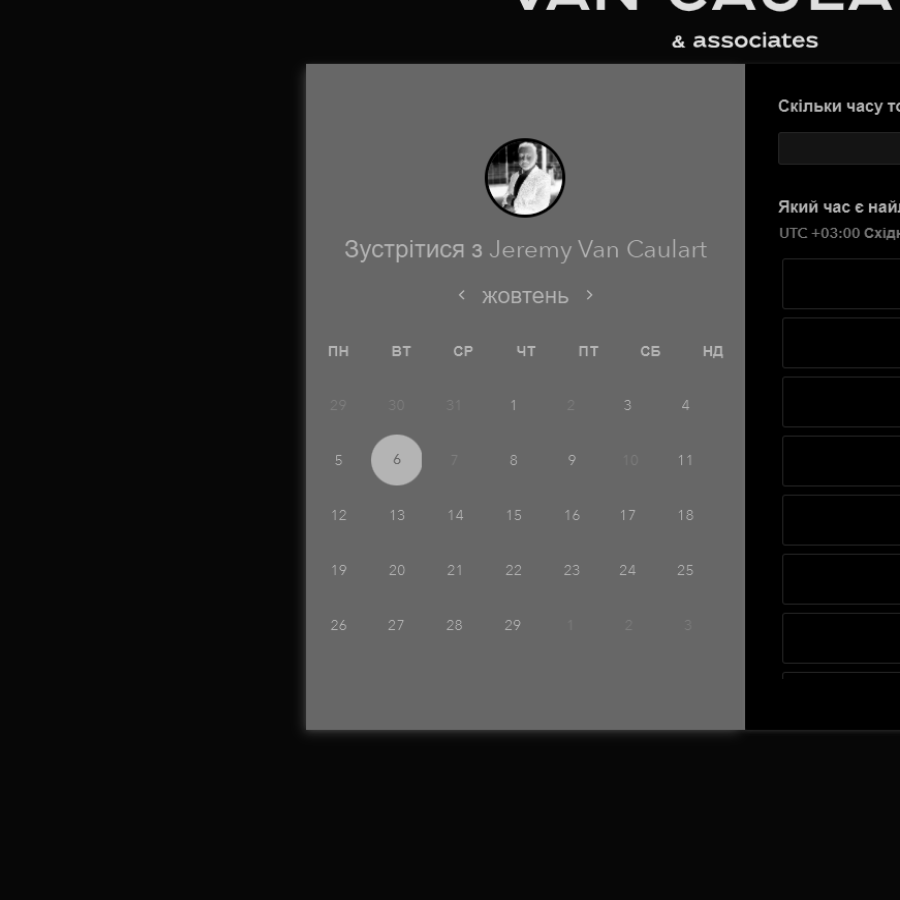 VAN CAULA
& associates
Зустрітися з Jeremy Van Caulart
жовтень
ПН ВТ СР ЧТ ПТ СБ НД
29 30 31 1 2 3 4
5 6 7 8 9 10 11
12 13 14 15 16 17 18
19 20 21 22 23 24 25
26 27 28 29 1 2 3
Скільки часу
Який час є
UTC +03:00